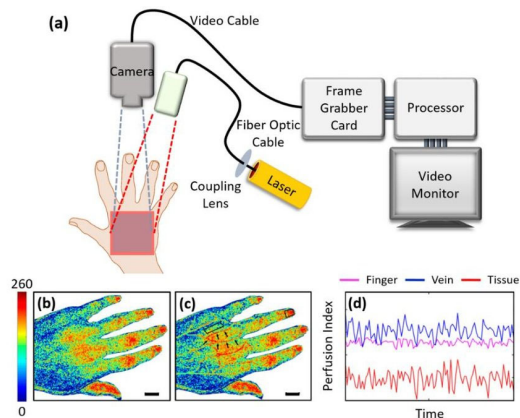 (a)
Video Cable
Camera
Frame
Grabber
Card
Processor
Fiber Optic
Cable
Coupling
Lens
Laser
Video
Monitor
260
0
(b)
(c)
Finger
Vein
Tissue
(d)
Perfusion Index
Time